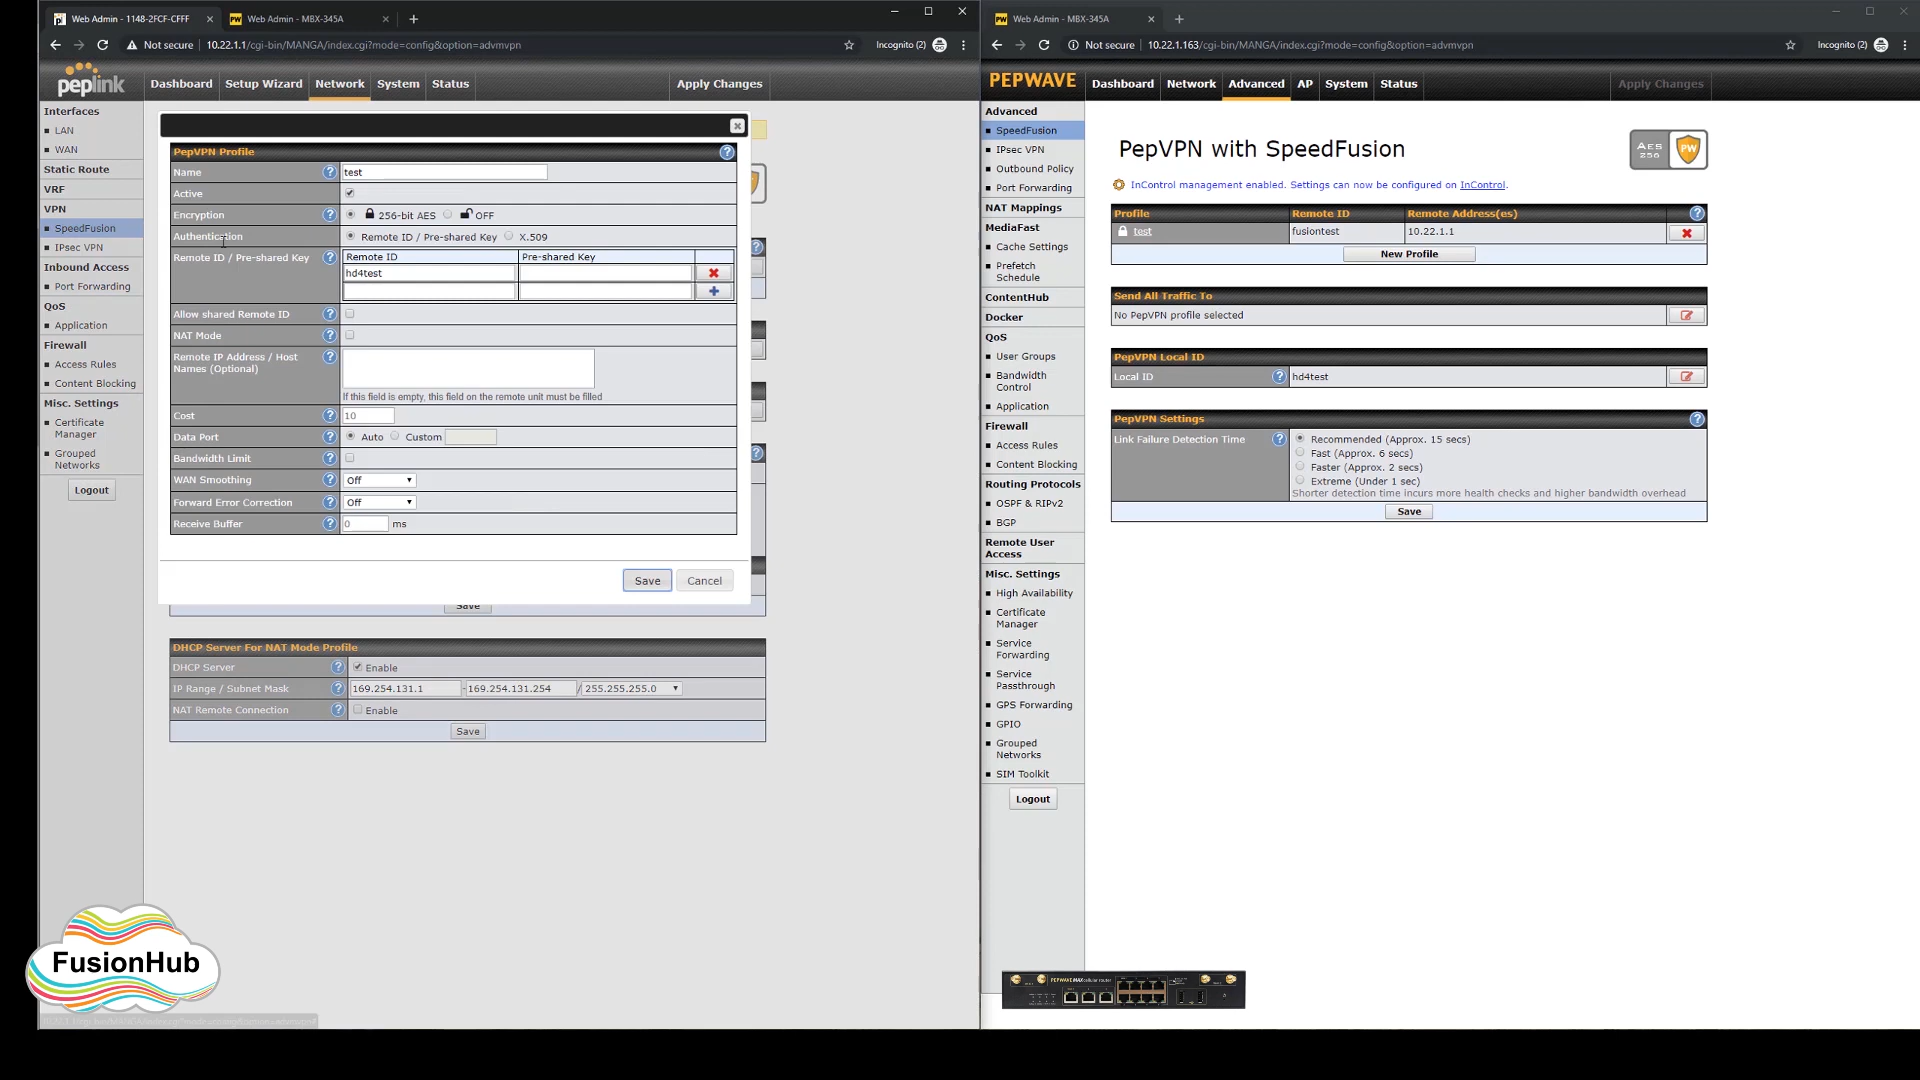 Web Admin - 1148-2FCF-CFFF
Web Admin - MBX-345A
Not secure
10.22.1.1/cgi-bin/MANGA/index.cgi?mode=config&option=advmvpn
Incognito (2)
peplink
Dashboard
Setup Wizard
Network
System
Status
Apply Changes
Interfaces
LAN
WAN
Static Route
VRF
VPN
SpeedFusion
IPsec VPN
Inbound Access
Port Forwarding
QoS
Application
Firewall
Access Rules
Content Blocking
Misc. Settings
Certificate
Manager
Grouped
Networks
Logout
PepVPN Profile
Name
test
Active
Encryption
256-bit AES
OFF
Authentication
Remote ID / Pre-shared Key
X.509
Remote ID / Pre-shared Key
Remote ID
Pre-shared Key
hd4test
Allow shared Remote ID
NAT Mode
Remote IP Address / Host
Names (Optional)
If this field is empty, this field on the remote unit must be filled
Cost
10
Data Port
Auto
Custom
Bandwidth Limit
WAN Smoothing
Off
Forward Error Correction
Off
Receive Buffer
0
ms
Save
Cancel
Save
DHCP Server For NAT Mode Profile
DHCP Server
Enable
IP Range / Subnet Mask
169.254.131.1
-
169.254.131.254
/
255.255.255.0
NAT Remote Connection
Enable
Save
FusionHub
Web Admin - MBX-345A
Not secure
10.22.1.163/cgi-bin/MANGA/index.cgi?mode=config&option=advmvpn
Incognito (2)
PEPWAVE
Dashboard
Network
Advanced
AP
System
Status
Apply Changes
Advanced
SpeedFusion
IPsec VPN
Outbound Policy
Port Forwarding
NAT Mappings
MediaFast
Cache Settings
Prefetch
Schedule
ContentHub
Docker
QoS
User Groups
Bandwidth
Control
Application
Firewall
Access Rules
Content Blocking
Routing Protocols
OSPF & RIPv2
BGP
Remote User
Access
Misc. Settings
High Availability
Certificate
Manager
Service
Forwarding
Service
Passthrough
GPS Forwarding
GPIO
Grouped
Networks
SIM Toolkit
Logout
PepVPN with SpeedFusion
AES
256
PW
InControl management enabled. Settings can now be configured on InControl.
Profile
Remote ID
Remote Address(es)
test
fusiontest
10.22.1.1
New Profile
Send All Traffic To
No PepVPN profile selected
PepVPN Local ID
Local ID
hd4test
PepVPN Settings
Link Failure Detection Time
Recommended (Approx. 15 secs)
Fast (Approx. 6 secs)
Faster (Approx. 2 secs)
Extreme (Under 1 sec)
Shorter detection time incurs more health checks and higher bandwidth overhead
Save